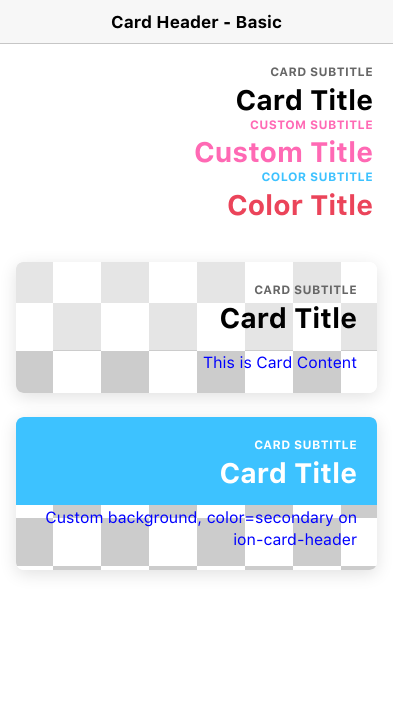 Card Header - Basic
CARD SUBTITLE
Card Title
CUSTOM SUBTITLE
Custom Title
COLOR SUBTITLE
Color Title
CARD SUBTITLE
Card Title
This is Card Content
CARD SUBTITLE
Card Title
Custom background, color=secondary on
ion-card-header